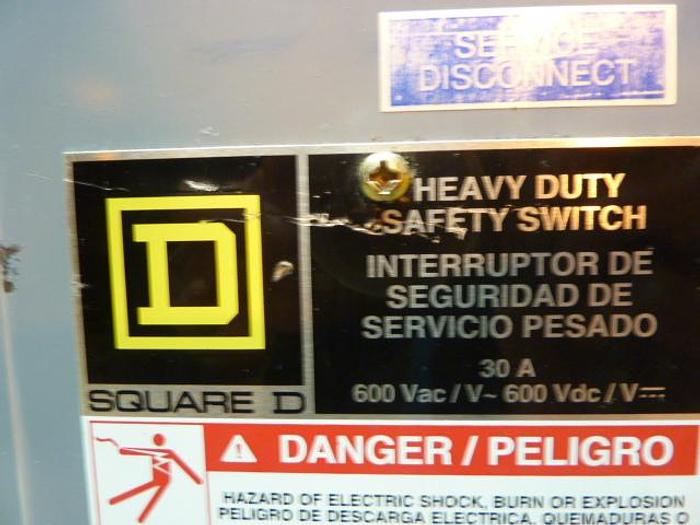 SERVICE
DISCONNECT
HEAVY DUTY
SAFETY SWITCH
INTERRUPTOR DE
SEGURIDAD DE
SERVICIO PESADO
30 A
600 Vac / V~ 600 Vdc / V⎓
D
SQUARE D
DANGER / PELIGRO
HAZARD OF ELECTRIC SHOCK, BURN OR EXPLOSION
PELIGRO DE DESCARGA ELECTRICA, QUEMADURAS O